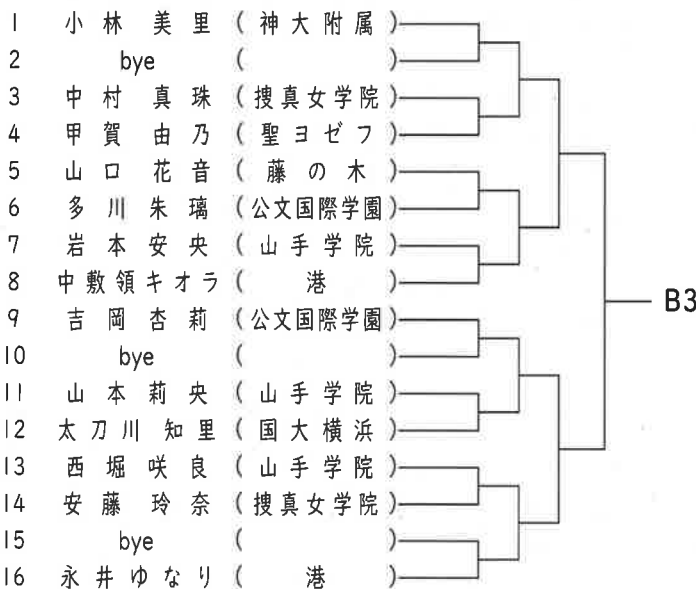 1 小林 美里 (神大附属)
2 bye ( )
3 中村 真珠 (捜真女学院)
4 甲賀 由乃 (聖ヨゼフ)
5 山口 花音 (藤の木)
6 多川朱璃 (公文国際学園)
7 岩本安央 (山手学院)
8 中敷領キオラ (港)
B3
9 吉岡杏莉 (公文国際学園)
10 bye ( )
11 山本莉央 (山手学院)
12 太刀川 知里 (国大横浜)
13 西堀咲良 (山手学院)
14 安藤 玲奈 (捜真女学院)
15 bye ( )
16 永井ゆなり (港)